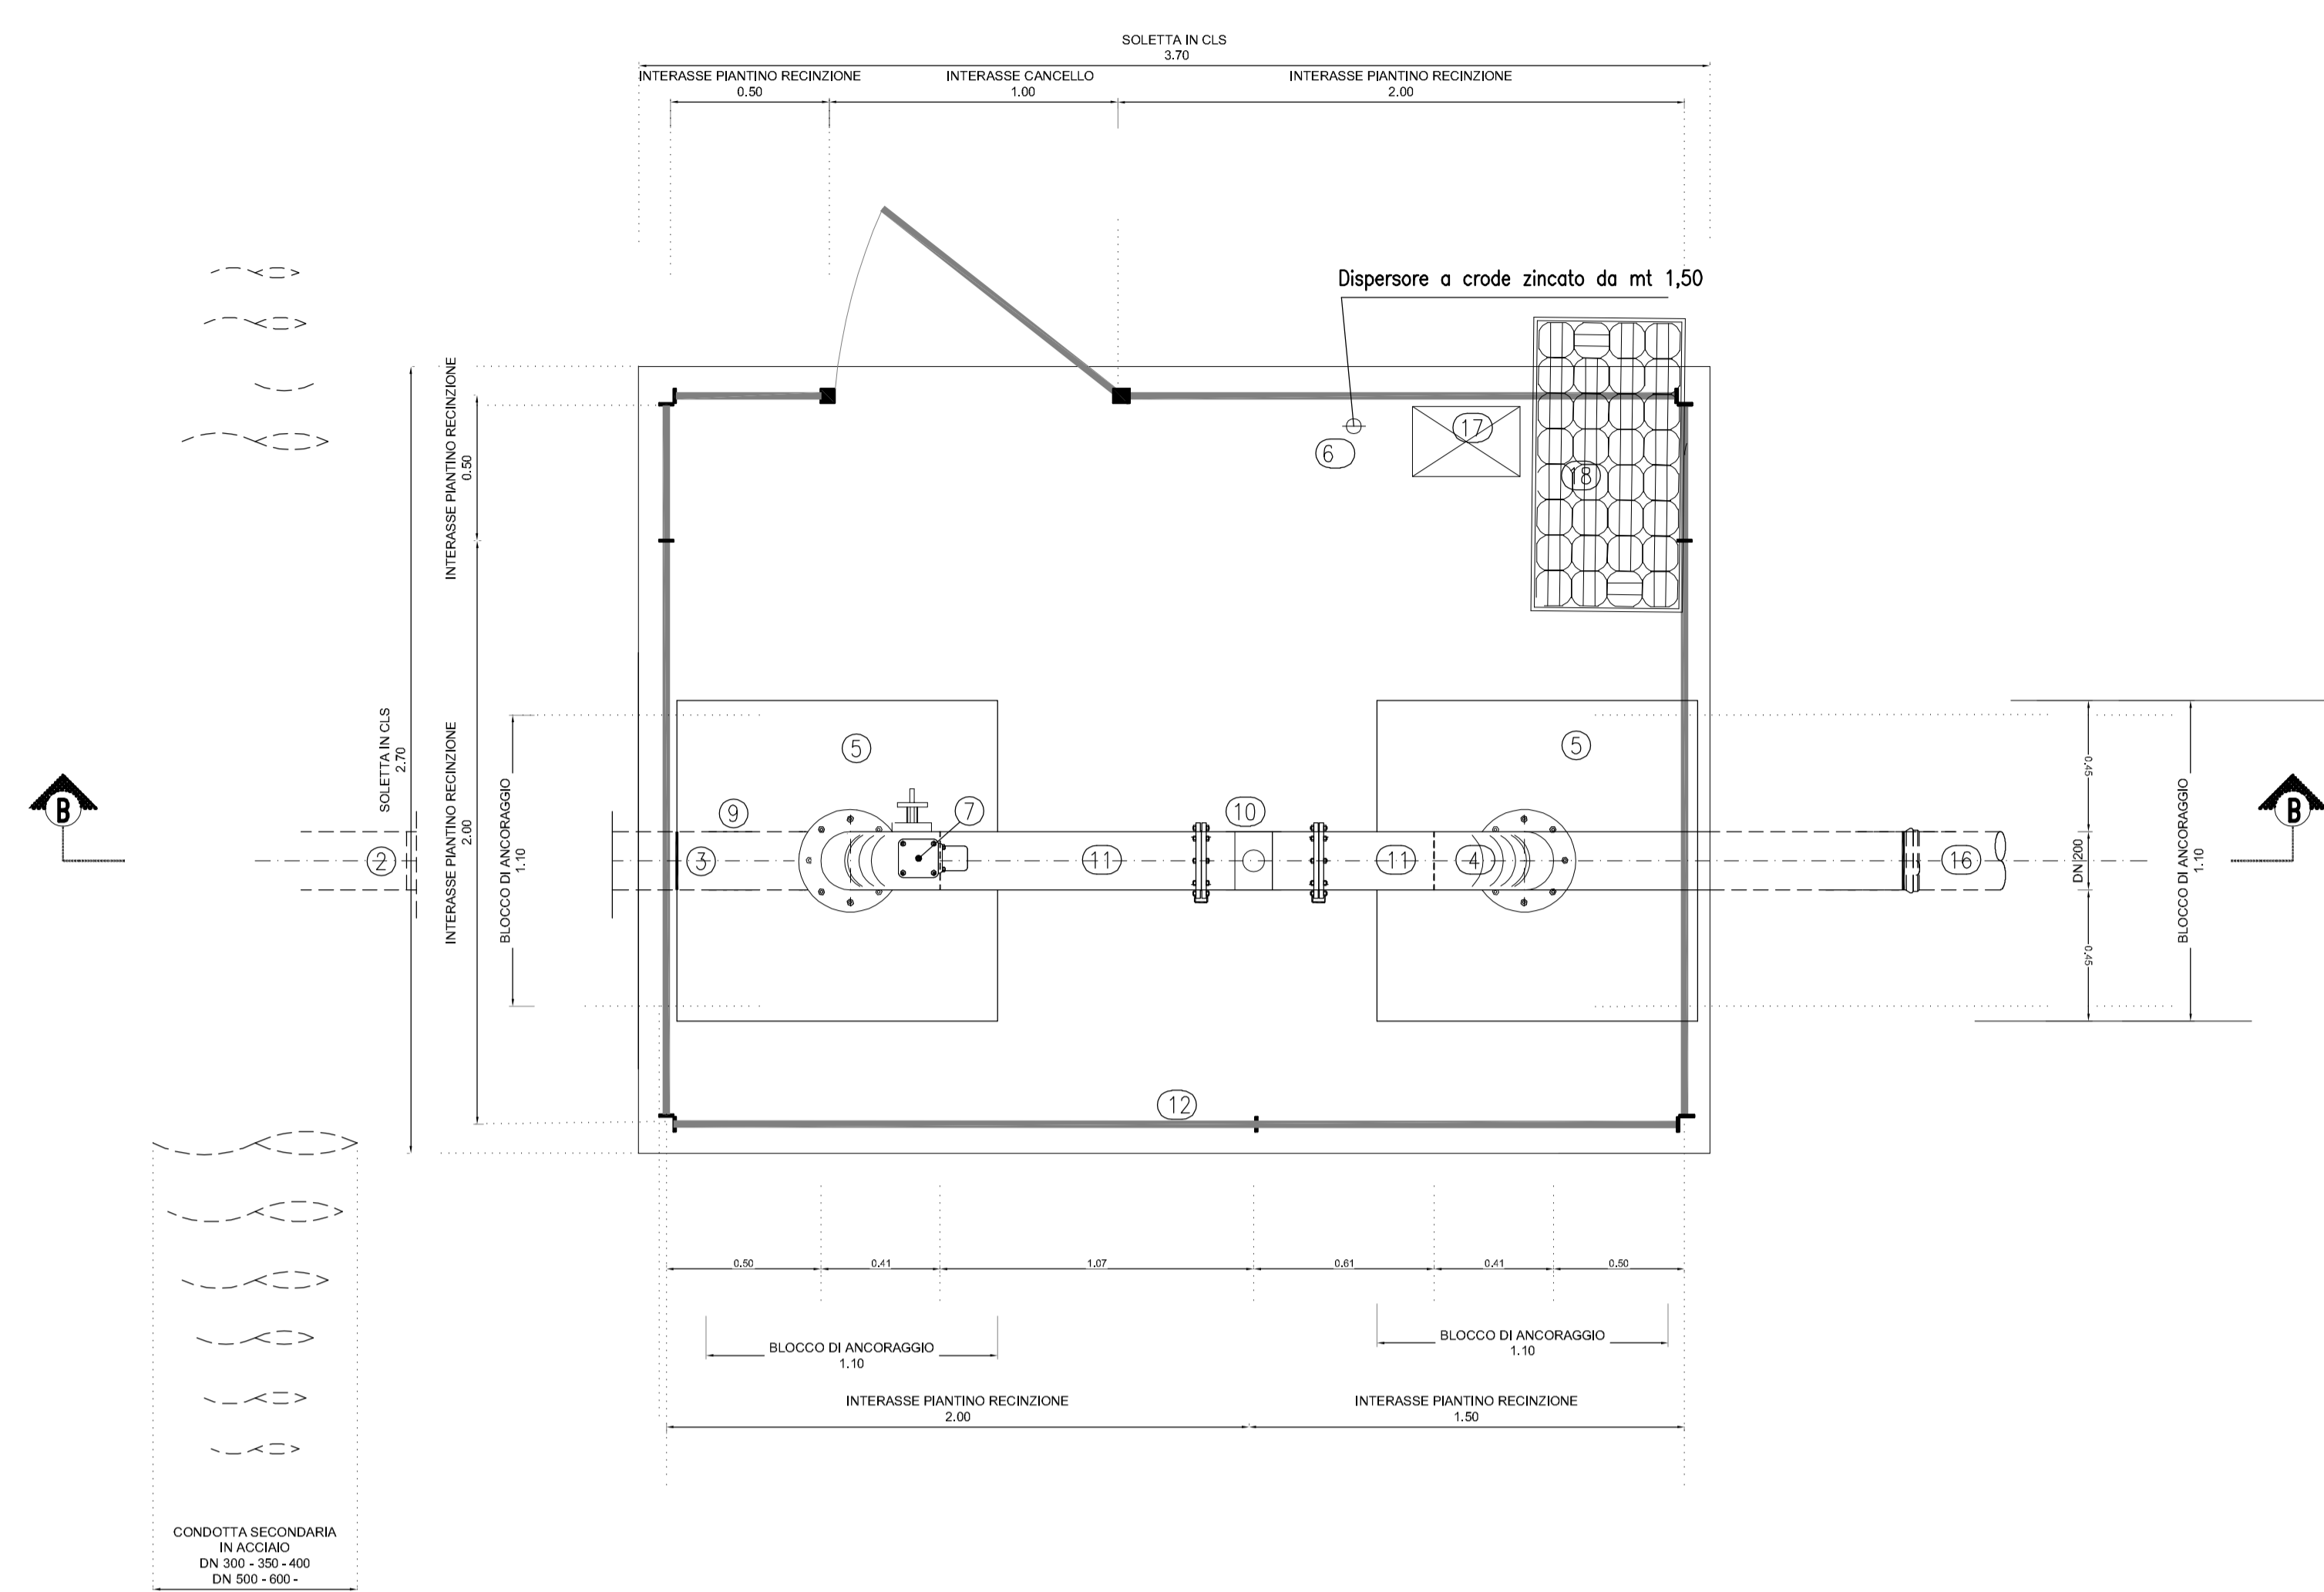 SOLETTA IN CLS
3.70
INTERASSE PIANTINO RECINZIONE
0.50
INTERASSE CANCELLO
1.00
INTERASSE PIANTINO RECINZIONE
2.00
Dispersore a crode zincato da mt 1,50
INTERASSE PIANTINO RECINZIONE
0.50
6
17
18
SOLETTA IN CLS
2.70
INTERASSE PIANTINO RECINZIONE
2.00
BLOCCO DI ANCORAGGIO
1.10
5
5
B
9
7
10
B
2
3
11
11
4
16
0.45
DN 200
0.45
BLOCCO DI ANCORAGGIO
1.10
12
0.50
0.41
1.07
0.61
0.41
0.50
BLOCCO DI ANCORAGGIO
1.10
BLOCCO DI ANCORAGGIO
1.10
INTERASSE PIANTINO RECINZIONE
2.00
INTERASSE PIANTINO RECINZIONE
1.50
CONDOTTA SECONDARIA
IN ACCIAIO
DN 300 - 350 - 400
DN 500 - 600 -